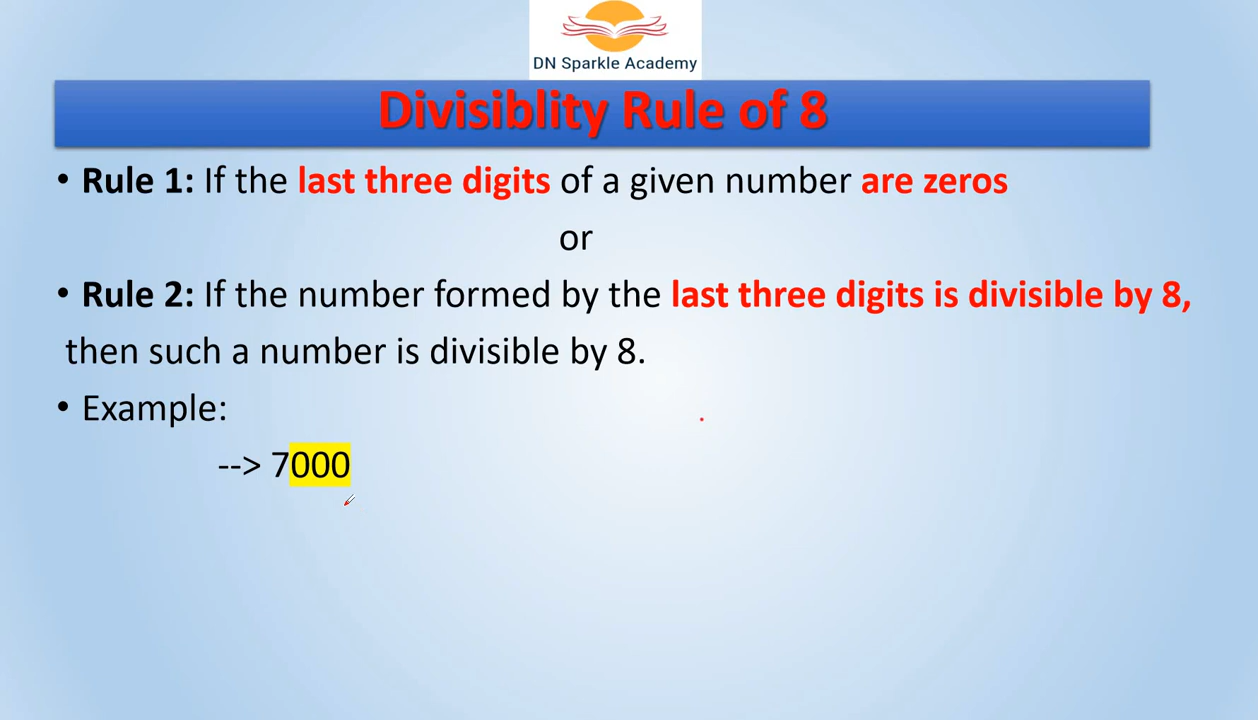 DN Sparkle Academy
Divisiblity Rule of 8
• Rule 1: If the last three digits of a given number are zeros
or
• Rule 2: If the number formed by the last three digits is divisible by 8,
then such a number is divisible by 8.
• Example:
--> 7000